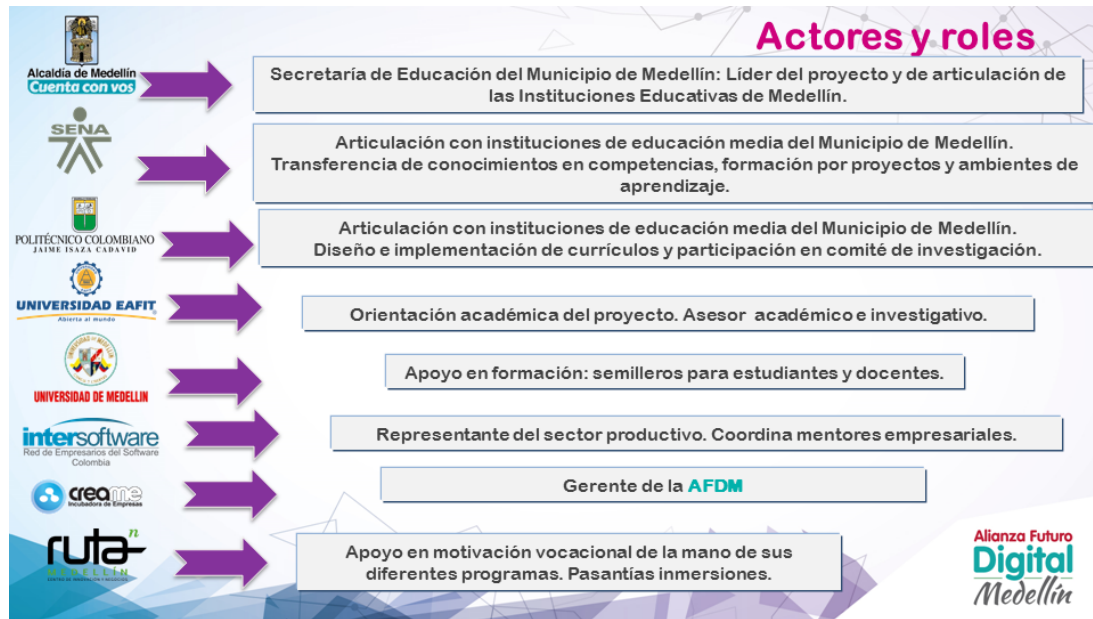 Actores y roles
Alcaldía de Medellín
Cuenta con vos
Secretaría de Educación del Municipio de Medellín: Líder del proyecto y de articulación de
las Instituciones Educativas de Medellín.
SENA
Articulación con instituciones de educación media del Municipio de Medellín.
Transferencia de conocimientos en competencias, formación por proyectos y ambientes de
aprendizaje.
POLITÉCNICO COLOMBIANO
JAIME ISAZA CADAVID
Articulación con instituciones de educación media del Municipio de Medellín.
Diseño e implementación de currículos y participación en comité de investigación.
UNIVERSIDAD EAFIT
Abierta al mundo
Orientación académica del proyecto. Asesor académico e investigativo.
UNIVERSIDAD DE MEDELLIN
Apoyo en formación: semilleros para estudiantes y docentes.
intersoftware
Red de Empresarios del Software
Colombia
Representante del sector productivo. Coordina mentores empresariales.
creame
Incubadora de Empresas
Gerente de la AFDM
ruta n
MEDELLÍN
CENTRO DE INNOVACIÓN Y NEGOCIOS
Apoyo en motivación vocacional de la mano de sus
diferentes programas. Pasantías inmersiones.
Alianza Futuro
Digital
Medellín